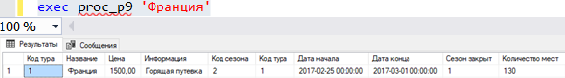 exec proc_p9 'Франция'
100 %
Результаты Сообщения
Код тура Название Цена Информация Код сезона Код тура Дата начала Дата конца Сезон закрыт Количество мест
1 1 Франция 1500,00 Горящая путевка 2 1 2017-02-25 00:00:00 2017-03-01 00:00:00 1 130